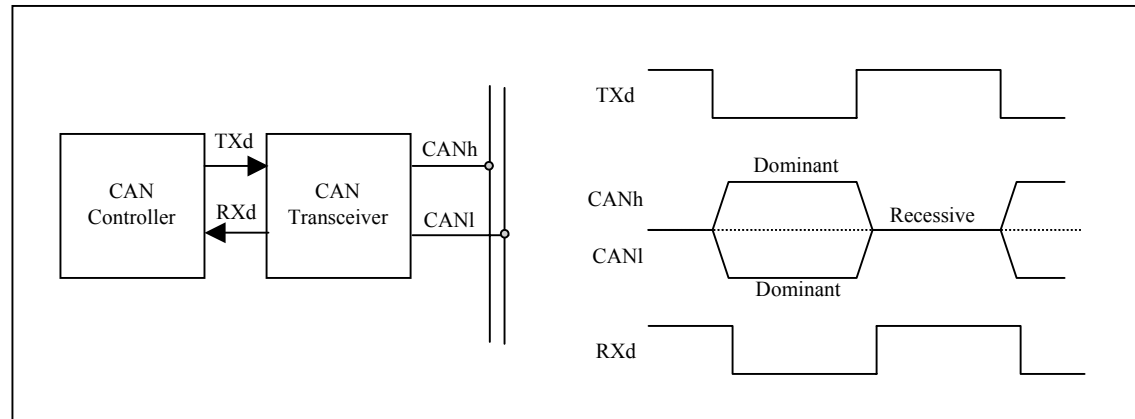 TXd
CAN
Controller
RXd
CAN
Transceiver
CANh
CANl
TXd
Dominant
CANh
Recessive
CANl
Dominant
RXd